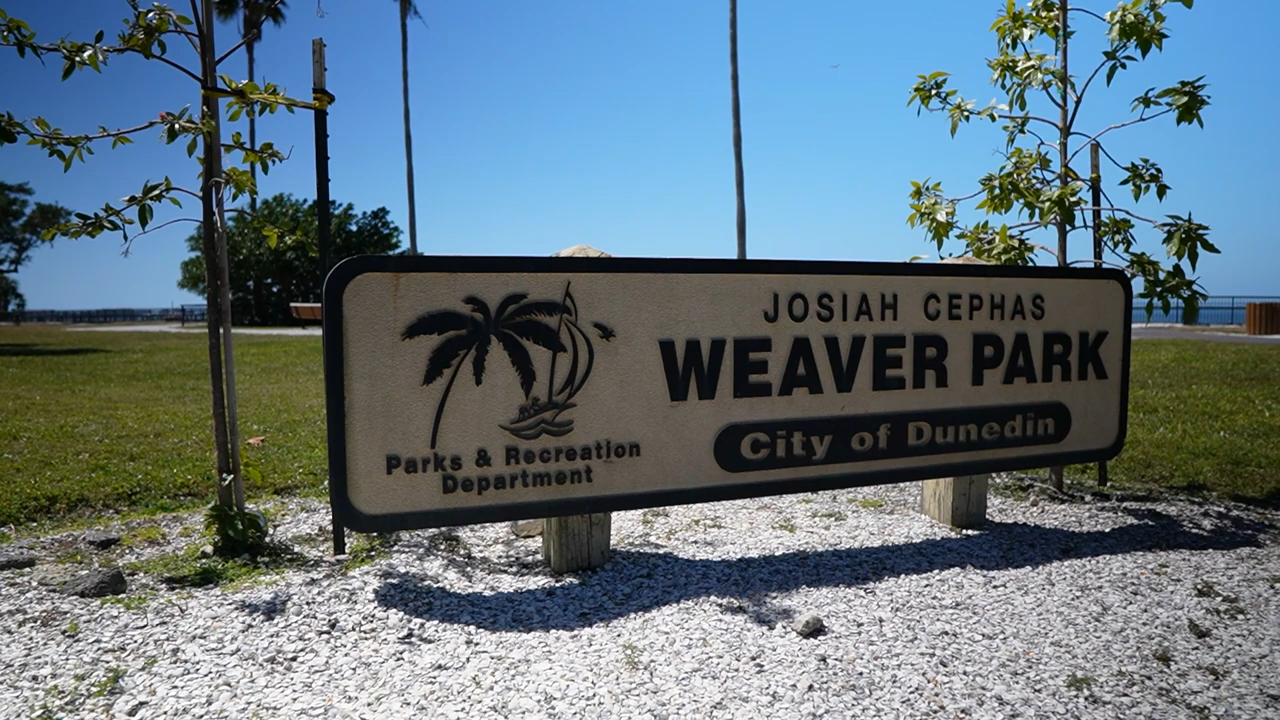 Parks & Recreation
Department
JOSIAH CEPHAS
WEAVER PARK
City of Dunedin